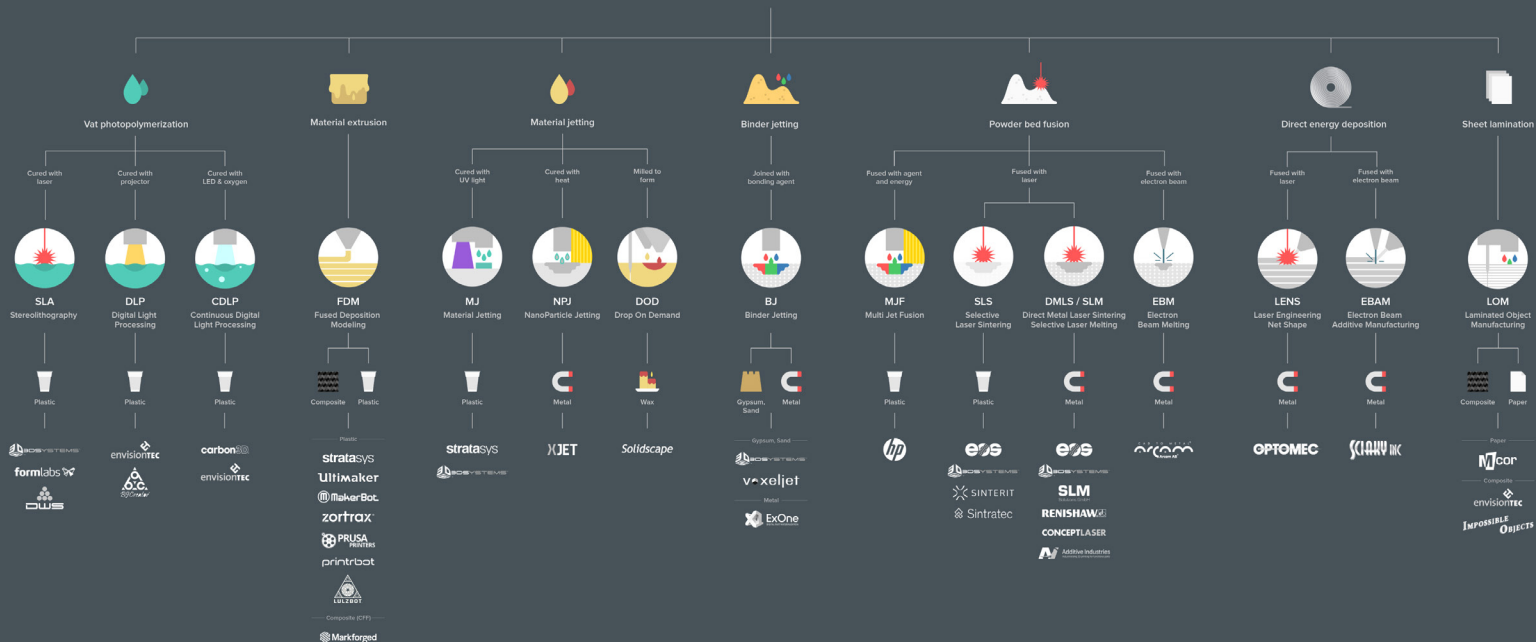 Vat photopolymerization
Material extrusion
Material jetting
Binder jetting
Powder bed fusion
Direct energy deposition
Sheet lamination
Cured with
laser
Cured with
projector
Cured with
LED & oxygen
Cured with
UV light
Cured with
heat
Milled to
form
Joined with
bonding agent
Fused with agent
and energy
Fused with
laser
Fused with
electron beam
Fused with
laser
Fused with
electron beam
SLA
Stereolithography
DLP
Digital Light
Processing
CDLP
Continuous Digital
Light Processing
FDM
Fused Deposition
Modeling
MJ
Material Jetting
NPJ
NanoParticle Jetting
DOD
Drop On Demand
BJ
Binder Jetting
MJF
Multi Jet Fusion
SLS
Selective
Laser Sintering
DMLS / SLM
Direct Metal Laser Sintering
Selective Laser Melting
EBM
Electron
Beam Melting
LENS
Laser Engineering
Net Shape
EBAM
Electron Beam
Additive Manufacturing
LOM
Laminated Object
Manufacturing
Plastic
Plastic
Plastic
Composite
Plastic
Plastic
Metal
Wax
Gypsum,
Sand
Metal
Plastic
Plastic
Metal
Metal
Metal
Metal
Composite
Paper
3DSYSTEMS
formlabs
DWS
envisionTEC
carbon3D
envisionTEC
Plastic
stratasys
Ultimaker
MakerBot
zortrax
PRUSA
PRINTERS
printrbot
LULZBOT
Composite (CFF)
Markforged
stratasys
3DSYSTEMS
XJET
Solidscape
Gypsum, Sand
3DSYSTEMS
voxeljet
Metal
ExOne
hp
eos
3DSYSTEMS
SINTERIT
Sintratec
eos
3DSYSTEMS
SLM
RENISHAW
CONCEPTLASER
Additive Industries
arcam
OPTOMEC
SCIAKY INC
Paper
Mcor
Composite
envisionTEC
IMPOSSIBLE
OBJECTS